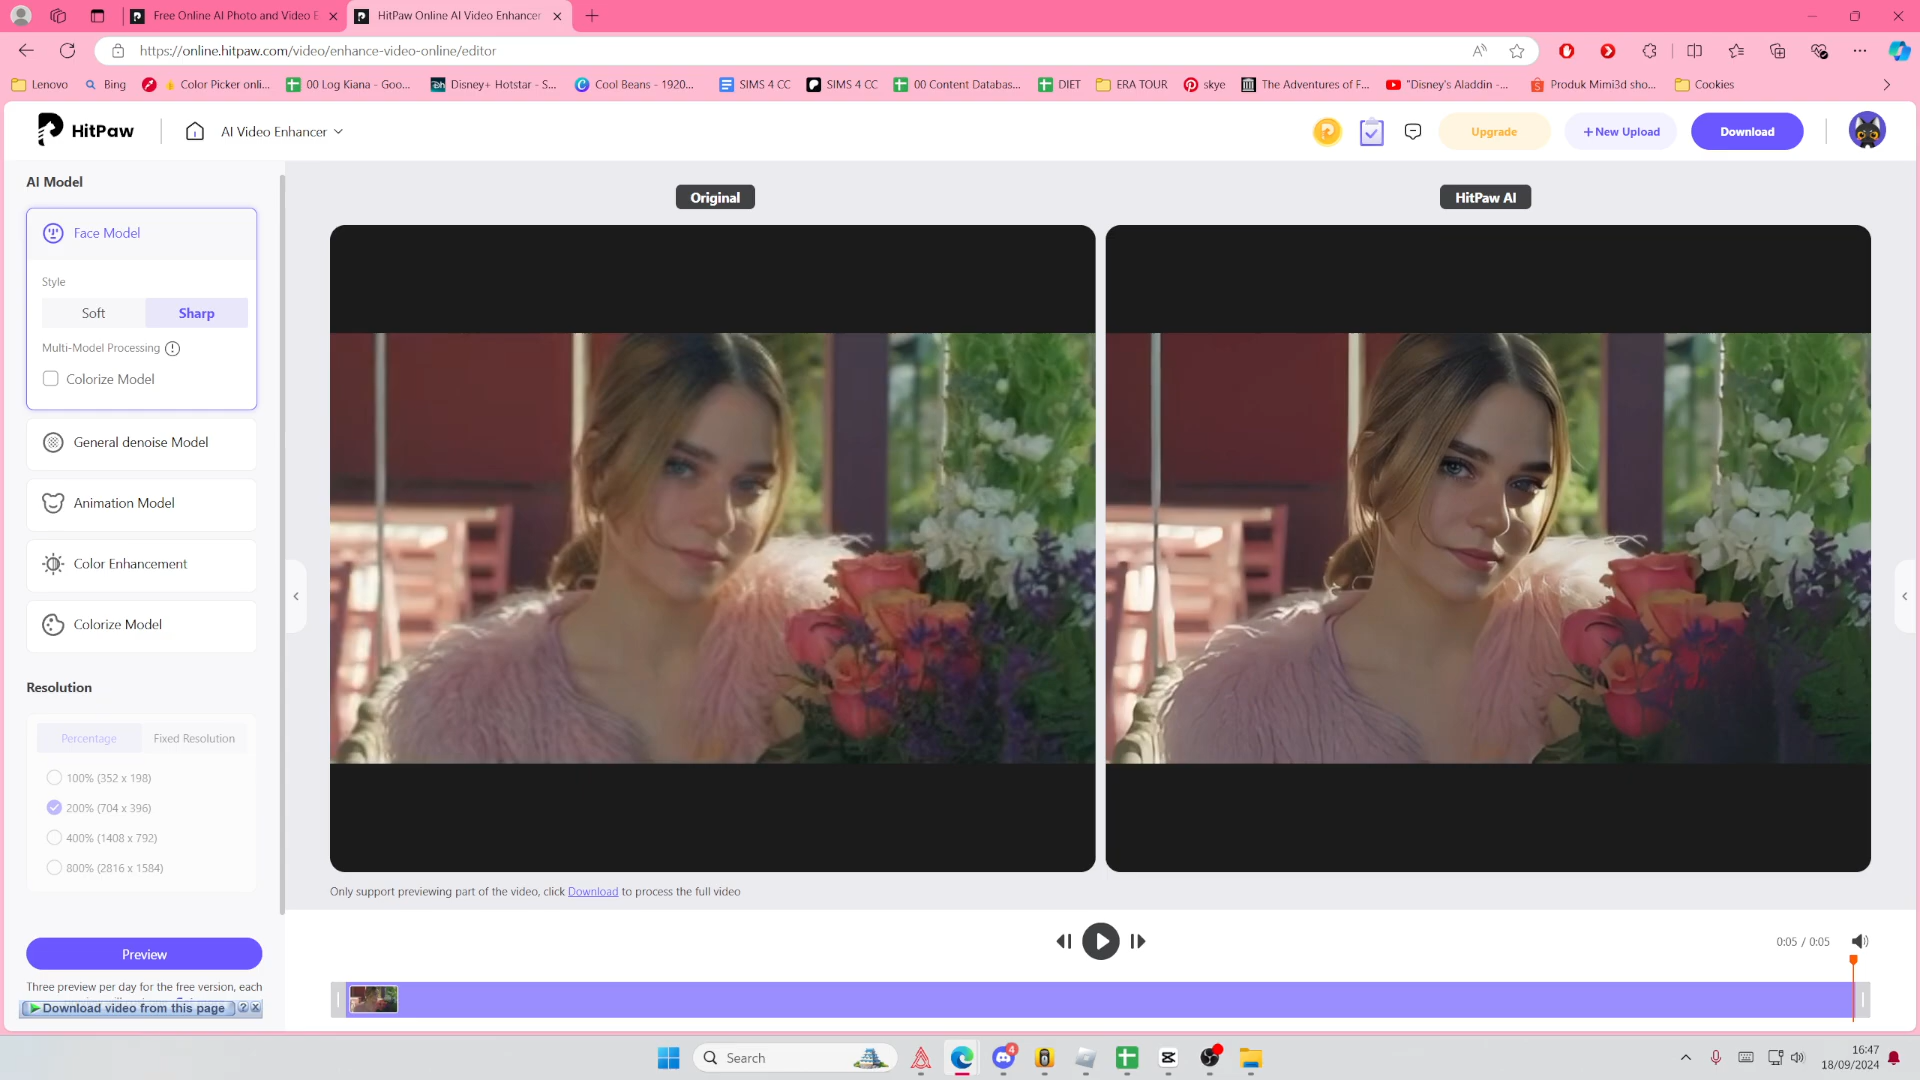 Free Online AI Photo and Video E
HitPaw Online AI Video Enhancer
https://online.hitpaw.com/video/enhance-video-online/editor
Lenovo
Bing
Color Picker onli...
00 Log Kiana - Goo...
Disney+ Hotstar - S...
Cool Beans - 1920...
SIMS 4 CC
SIMS 4 CC
00 Content Databas...
DIET
ERA TOUR
skye
The Adventures of F...
"Disney's Aladdin -...
Produk Mimi3d sho...
Cookies
HitPaw
AI Video Enhancer
Upgrade
+ New Upload
Download
AI Model
Face Model
Style
Soft
Sharp
Multi-Model Processing
Colorize Model
General denoise Model
Animation Model
Color Enhancement
Colorize Model
Resolution
Percentage
Fixed Resolution
100% (352 x 198)
200% (704 x 396)
400% (1408 x 792)
800% (2816 x 1584)
Preview
Three preview per day for the free version, each
Download video from this page
Original
HitPaw AI
Only support previewing part of the video, click Download to process the full video
0:05 / 0:05
Search
4
16:47
18/09/2024